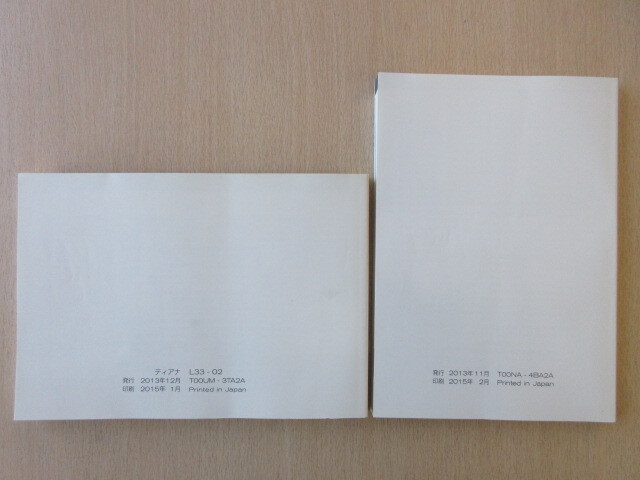 ティアナ L33-02
発行 2013年12月 T00UM-3TA2A
印刷 2015年 1月 Printed in Japan
発行 2013年11月 T00NA-4BA2A
印刷 2015年 2月 Printed in Japan